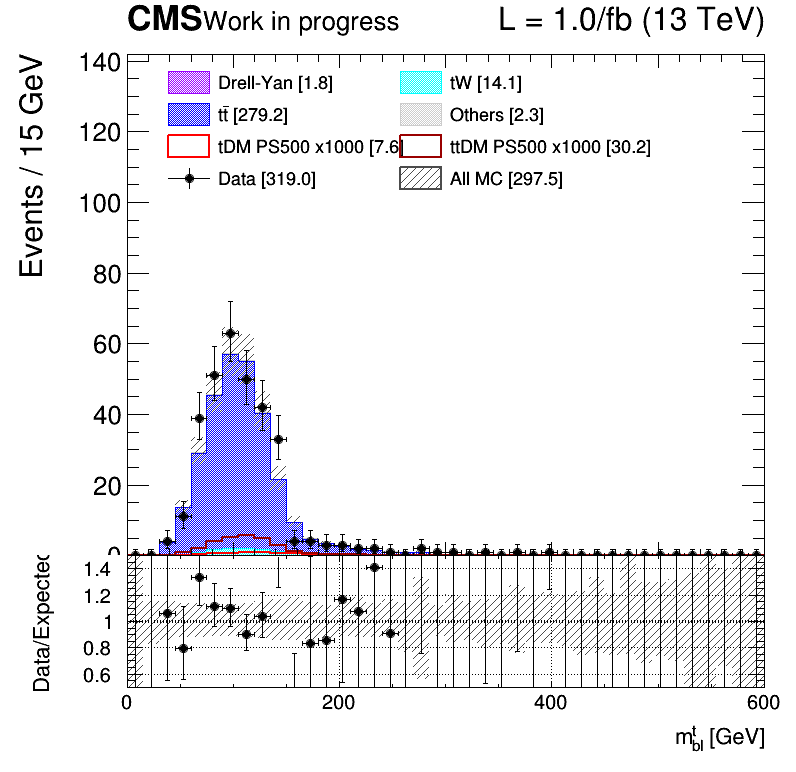 CMS Work in progress L = 1.0/fb (13 TeV)
Events / 15 GeV
140
120
100
80
60
40
20
0
Drell-Yan [1.8] tW [14.1]
tt̄ [279.2] Others [2.3]
tDM PS500 x1000 [7.6] ttDM PS500 x1000 [30.2]
Data [319.0] All MC [297.5]
Data/Expected
1.4
1.2
1
0.8
0.6
0 200 400 600
m^t_bl [GeV]